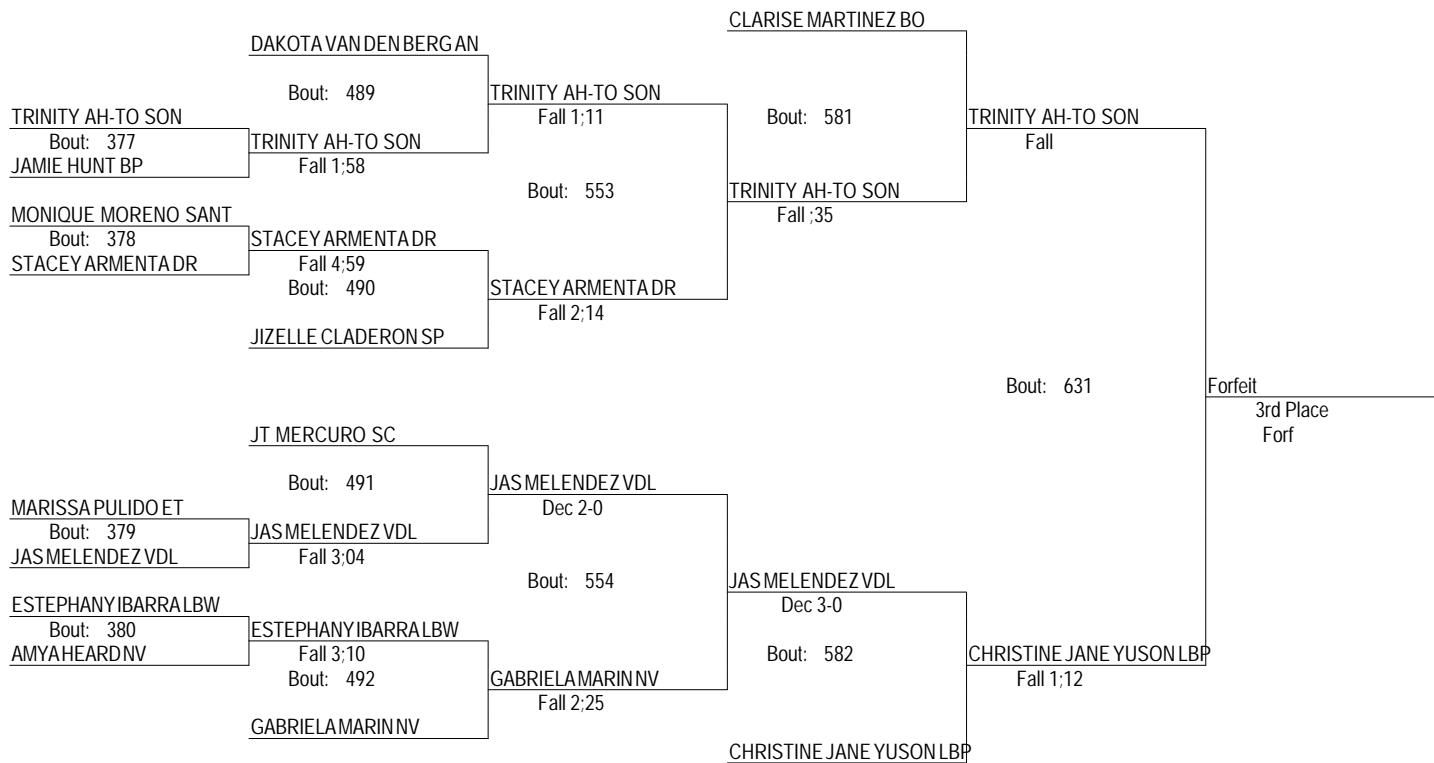 CLARISE MARTINEZ BO
DAKOTA VAN DEN BERG AN
Bout: 489
TRINITY AH-TO SON
Fall 1;11
TRINITY AH-TO SON
Bout: 377
JAMIE HUNT BP
TRINITY AH-TO SON
Fall 1;58
Bout: 581
TRINITY AH-TO SON
Fall
Bout: 553
TRINITY AH-TO SON
Fall ;35
MONIQUE MORENO SANT
Bout: 378
STACEY ARMENTA DR
STACEY ARMENTA DR
Fall 4;59
Bout: 490
STACEY ARMENTA DR
Fall 2;14
JIZELLE CLADERON SP
Bout: 631
Forfeit
3rd Place
Forf
JT MERCURO SC
Bout: 491
JAS MELENDEZ VDL
Dec 2-0
MARISSA PULIDO ET
Bout: 379
JAS MELENDEZ VDL
JAS MELENDEZ VDL
Fall 3;04
Bout: 554
JAS MELENDEZ VDL
Dec 3-0
ESTEPHANY IBARRA LBW
Bout: 380
AMYA HEARD NV
ESTEPHANY IBARRA LBW
Fall 3;10
Bout: 492
GABRIELA MARIN NV
Fall 2;25
Bout: 582
CHRISTINE JANE YUSON LBP
Fall 1;12
GABRIELA MARIN NV
CHRISTINE JANE YUSON LBP